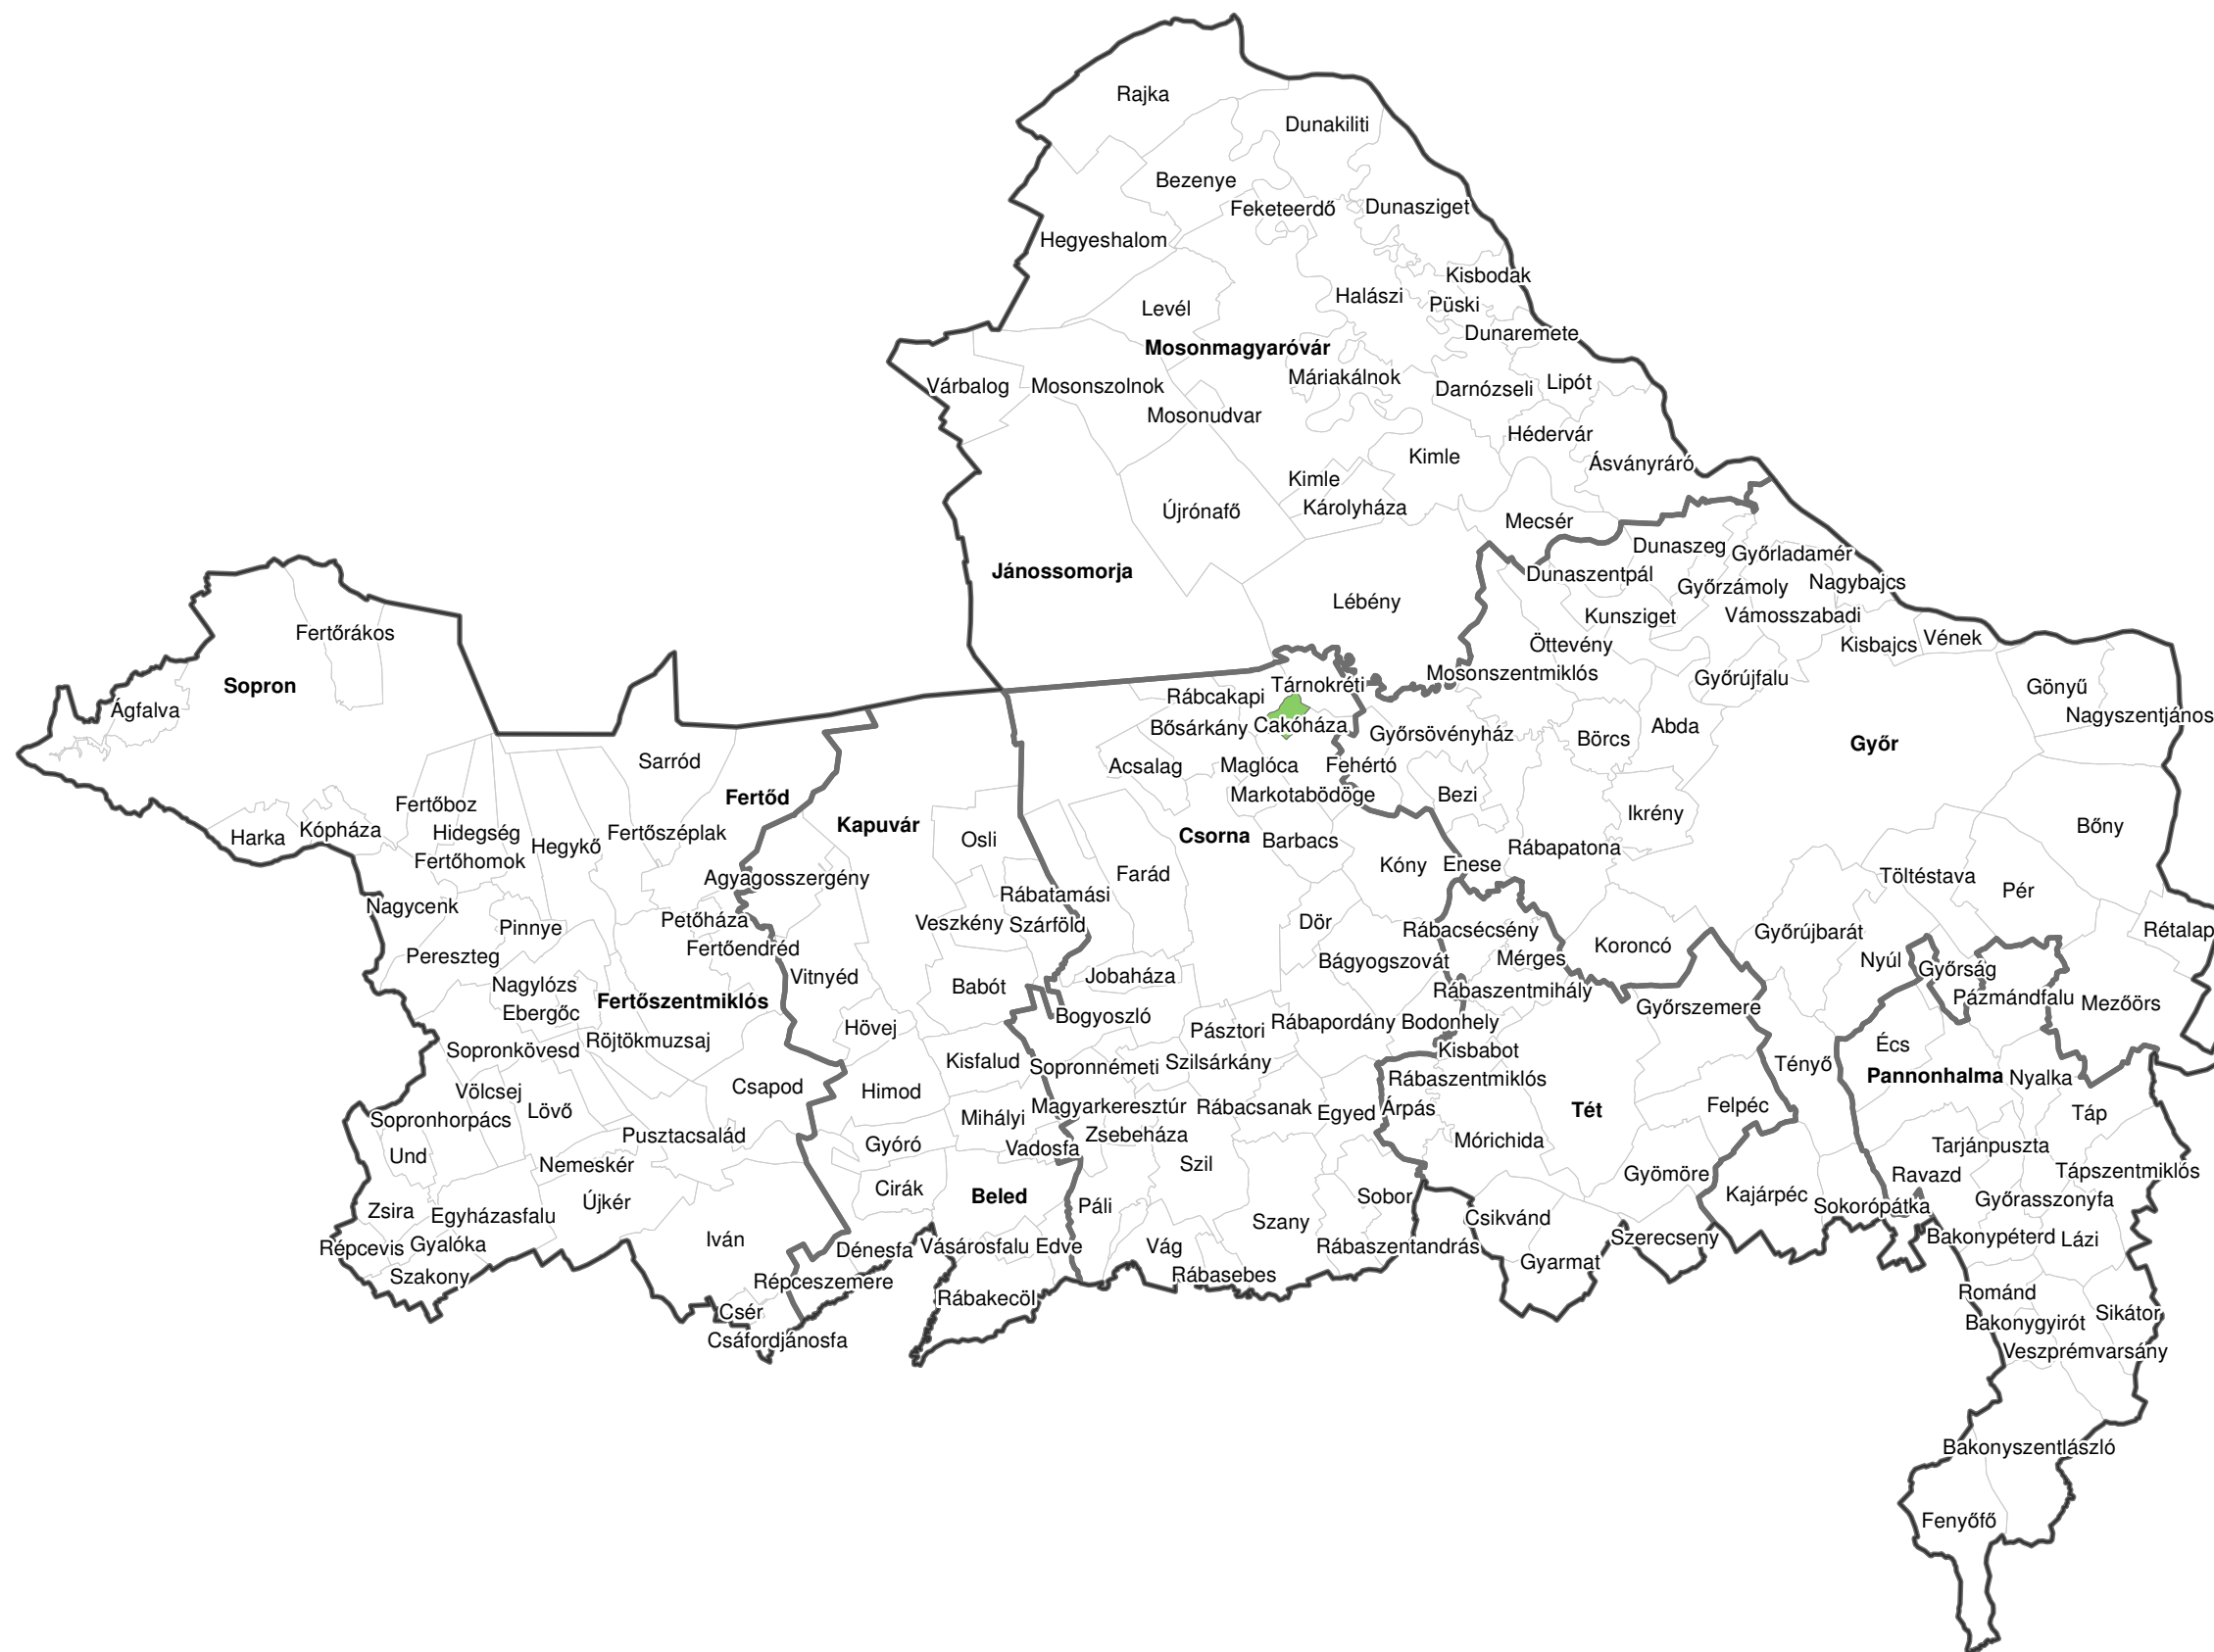 Rajka
Dunakiliti
Bezenye
Feketeerdő
Dunasziget
Hegyeshalom
Kisbodak
Halászi
Püski
Levél
Dunaremete
Mosonmagyaróvár
Máriakálnok
Lipót
Várbalog
Mosonszolnok
Darnózseli
Mosonudvar
Hédervár
Kimle
Ásványráró
Kimle
Károlyháza
Újrónafő
Mecsér
Dunaszeg
Győrladamér
Jánossomorja
Dunaszentpál
Győrzámoly
Nagybajcs
Lébény
Kunsziget
Vámosszabadi
Fertőrákos
Öttevény
Kisbajcs
Vének
Mosonszentmiklós
Győrújfalu
Sopron
Tárnokréti
Gönyű
Rábcakapi
Ágfalva
Nagyszentjános
Bősárkány
Cakóháza
Abda
Győrsövényház
Börcs
Győr
Sarród
Acsalag
Maglóca
Fehértó
Fertőd
Markotabödöge
Bezi
Fertőboz
Ikrény
Kapuvár
Bőny
Harka
Kópháza
Hidegség
Fertőszéplak
Csorna
Osli
Barbacs
Hegykő
Rábapatona
Fertőhomok
Kóny
Enese
Farád
Agyagosszergény
Töltéstava
Pér
Rábatamási
Nagycenk
Petőháza
Dör
Pinnye
Veszkény
Szárföld
Rábacsécsény
Győrújbarát
Rétalap
Fertőendréd
Koroncó
Pereszteg
Bágyogszovát
Mérges
Nyúl
Győrság
Vitnyéd
Jobaháza
Nagylózs
Babót
Rábaszentmihály
Fertőszentmiklós
Pázmándfalu
Mezőörs
Győrszemere
Ebergőc
Bogyoszló
Hövej
Pásztori
Rábapordány
Bodonhely
Röjtökmuzsaj
Écs
Sopronkövesd
Kisbabot
Kisfalud
Sopronnémeti
Szilsárkány
Tényő
Pannonhalma
Nyalka
Rábaszentmiklós
Csapod
Völcsej
Himod
Felpéc
Lövő
Magyarkeresztúr
Rábacsanak
Egyed
Árpás
Tét
Táp
Sopronhorpács
Mihályi
Pusztacsalád
Zsebeháza
Mórichida
Gyóró
Vadosfa
Tarjánpuszta
Und
Nemeskér
Szil
Gyömöre
Ravazd
Tápszentmiklós
Cirák
Beled
Sobor
Kajárpéc
Győrasszonyfa
Újkér
Páli
Sokorópátka
Zsira
Egyházasfalu
Szany
Csikvánd
Iván
Szerecseny
Bakonypéterd
Lázi
Répcevis
Gyalóka
Dénesfa
Vásárosfalu
Edve
Vág
Rábaszentandrás
Gyarmat
Szakony
Répceszemere
Rábasebes
Románd
Rábakecöl
Csér
Sikátor
Bakonygyirót
Csáfordjánosfa
Veszprémvarsány
Bakonyszentlászló
Fenyőfő